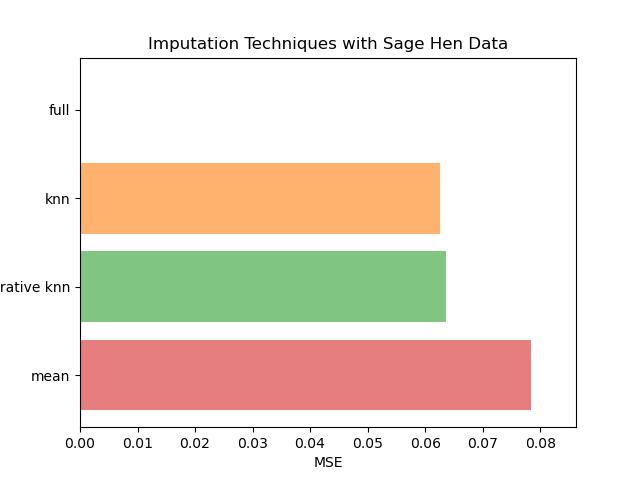 Imputation Techniques with Sage Hen Data
full
knn
rative knn
mean
0.00 0.01 0.02 0.03 0.04 0.05 0.06 0.07 0.08
MSE